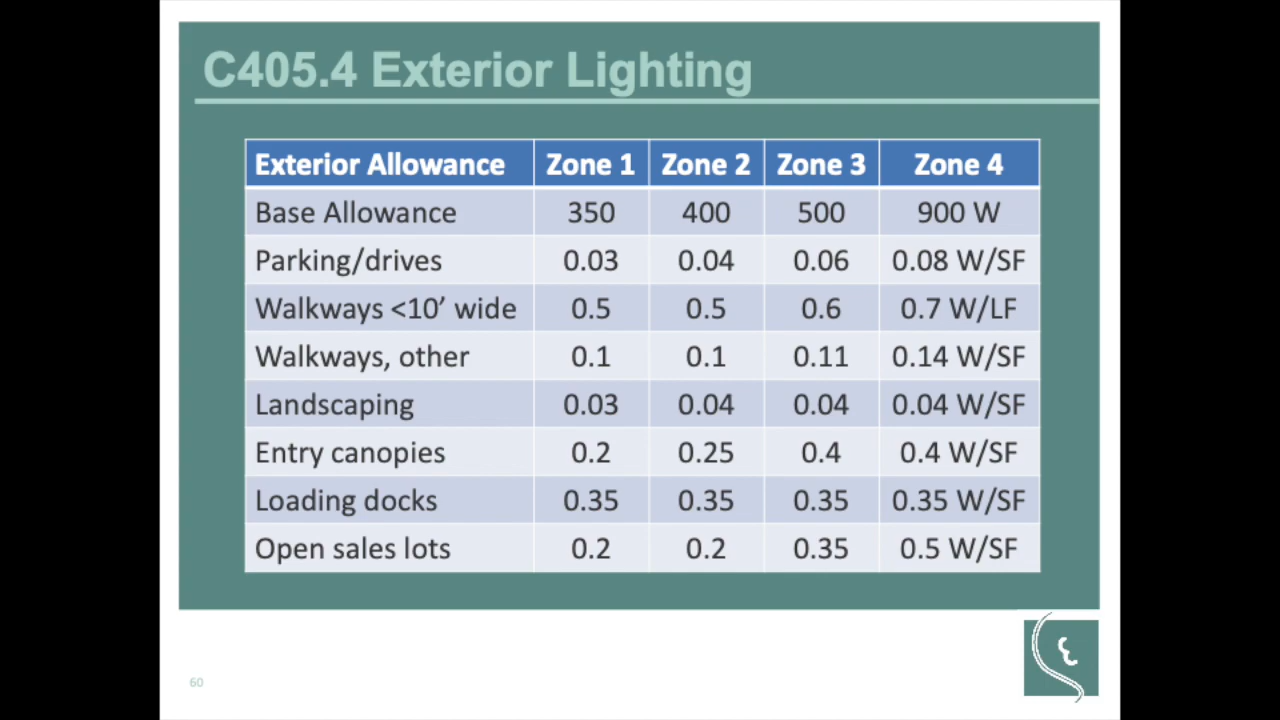 C405.4 Exterior Lighting
Exterior Allowance Zone 1 Zone 2 Zone 3 Zone 4
Base Allowance 350 400 500 900 W
Parking/drives 0.03 0.04 0.06 0.08 W/SF
Walkways <10’ wide 0.5 0.5 0.6 0.7 W/LF
Walkways, other 0.1 0.1 0.11 0.14 W/SF
Landscaping 0.03 0.04 0.04 0.04 W/SF
Entry canopies 0.2 0.25 0.4 0.4 W/SF
Loading docks 0.35 0.35 0.35 0.35 W/SF
Open sales lots 0.2 0.2 0.35 0.5 W/SF
60